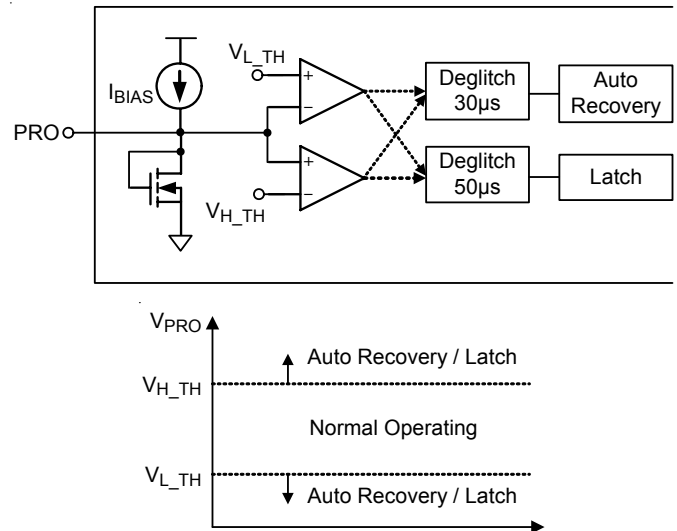 V_L_TH
I_BIAS
PRO
V_H_TH
+
−
+
−
Deglitch
30μs
Auto
Recovery
Deglitch
50μs
Latch
V_PRO
Auto Recovery / Latch
V_H_TH
Normal Operating
V_L_TH
Auto Recovery / Latch